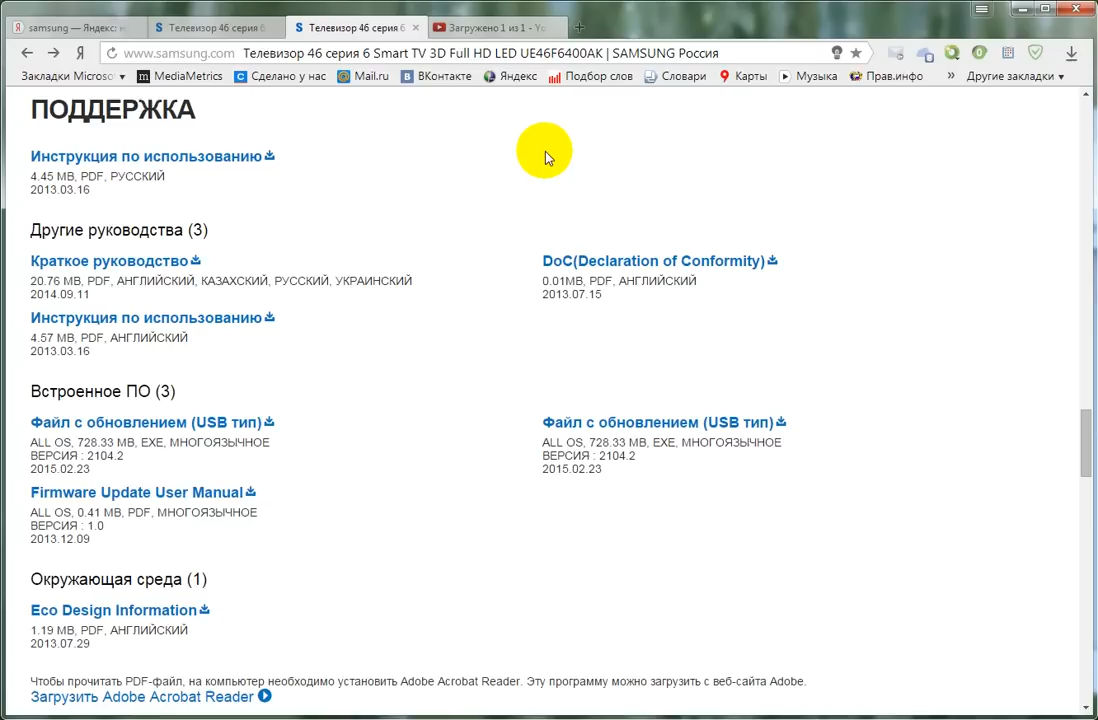 samsung — Яндекс: н
Телевизор 46 серия 6
Телевизор 46 серия 6
Загружено 1 из 1 - Yo
www.samsung.com Телевизор 46 серия 6 Smart TV 3D Full HD LED UE46F6400AK | SAMSUNG Россия
Закладки Microso MediaMetrics Сделано у нас Mail.ru ВКонтакте Яндекс Подбор слов Словари Карты Музыка Прав.инфо » Другие закладки
ПОДДЕРЖКА
Инструкция по использованию
4.45 MB, PDF, РУССКИЙ
2013.03.16
Другие руководства (3)
Краткое руководство
20.76 MB, PDF, АНГЛИЙСКИЙ, КАЗАХСКИЙ, РУССКИЙ, УКРАИНСКИЙ
2014.09.11
DoC(Declaration of Conformity)
0.01MB, PDF, АНГЛИЙСКИЙ
2013.07.15
Инструкция по использованию
4.57 MB, PDF, АНГЛИЙСКИЙ
2013.03.16
Встроенное ПО (3)
Файл с обновлением (USB тип)
ALL OS, 728.33 MB, EXE, МНОГОЯЗЫЧНОЕ
ВЕРСИЯ : 2104.2
2015.02.23
Файл с обновлением (USB тип)
ALL OS, 728.33 MB, EXE, МНОГОЯЗЫЧНОЕ
ВЕРСИЯ : 2104.2
2015.02.23
Firmware Update User Manual
ALL OS, 0.41 MB, PDF, МНОГОЯЗЫЧНОЕ
ВЕРСИЯ : 1.0
2013.12.09
Окружающая среда (1)
Eco Design Information
1.19 MB, PDF, АНГЛИЙСКИЙ
2013.07.29
Чтобы прочитать PDF-файл, на компьютер необходимо установить Adobe Acrobat Reader. Эту программу можно загрузить с веб-сайта Adobe.
Загрузить Adobe Acrobat Reader